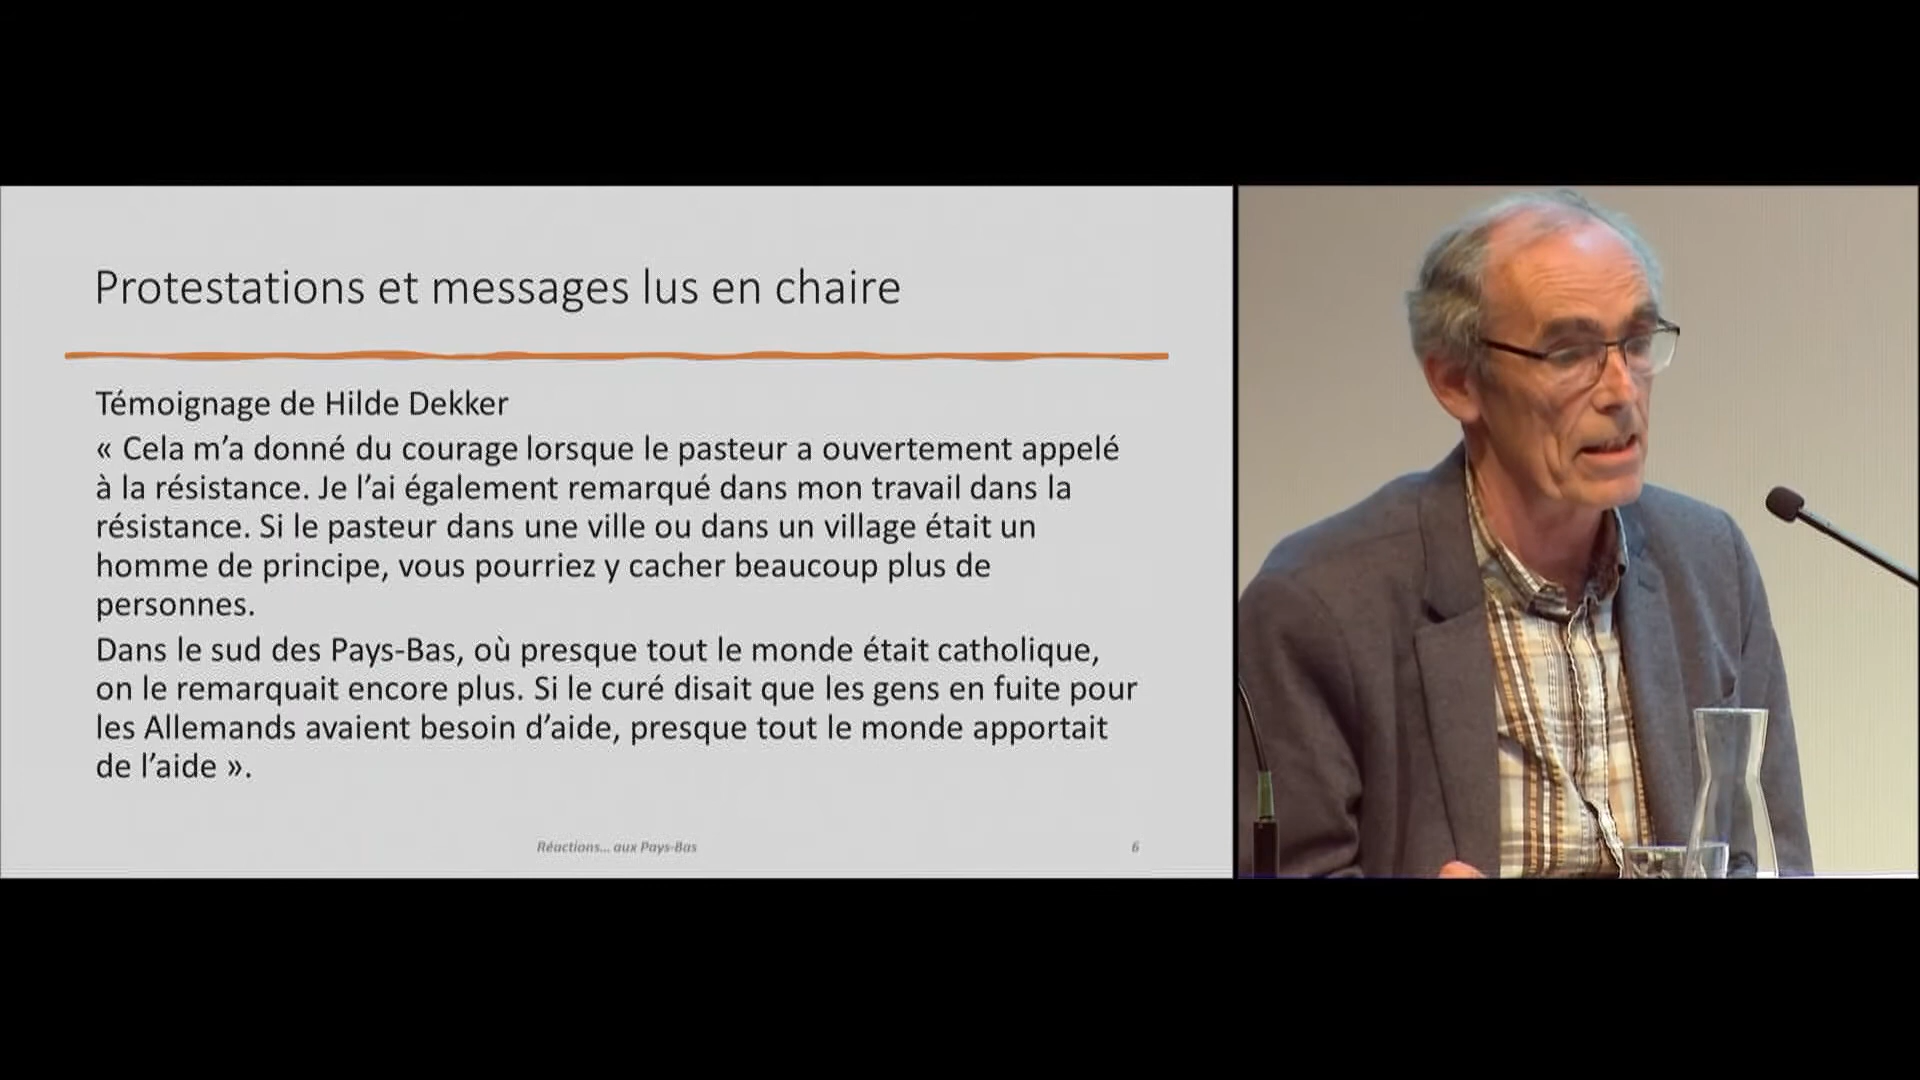 Protestations et messages lus en chaire
Témoignage de Hilde Dekker
« Cela m’a donné du courage lorsque le pasteur a ouvertement appelé
à la résistance. Je l’ai également remarqué dans mon travail dans la
résistance. Si le pasteur dans une ville ou dans un village était un
homme de principe, vous pourriez y cacher beaucoup plus de
personnes.
Dans le sud des Pays-Bas, où presque tout le monde était catholique,
on le remarquait encore plus. Si le curé disait que les gens en fuite pour
les Allemands avaient besoin d’aide, presque tout le monde apportait
de l’aide ».
Réactions... aux Pays-Bas
6